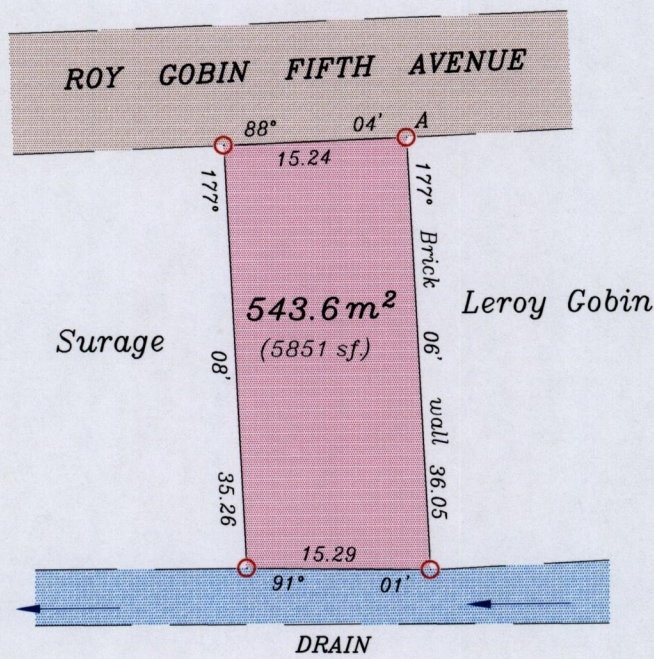 ROY GOBIN FIFTH AVENUE
88° 04' A
15.24
177° 08' 35.26
177° 06' 36.05
Brick wall
543.6 m²
(5851 sf.)
Surage
Leroy Gobin
15.29
91° 01'
DRAIN